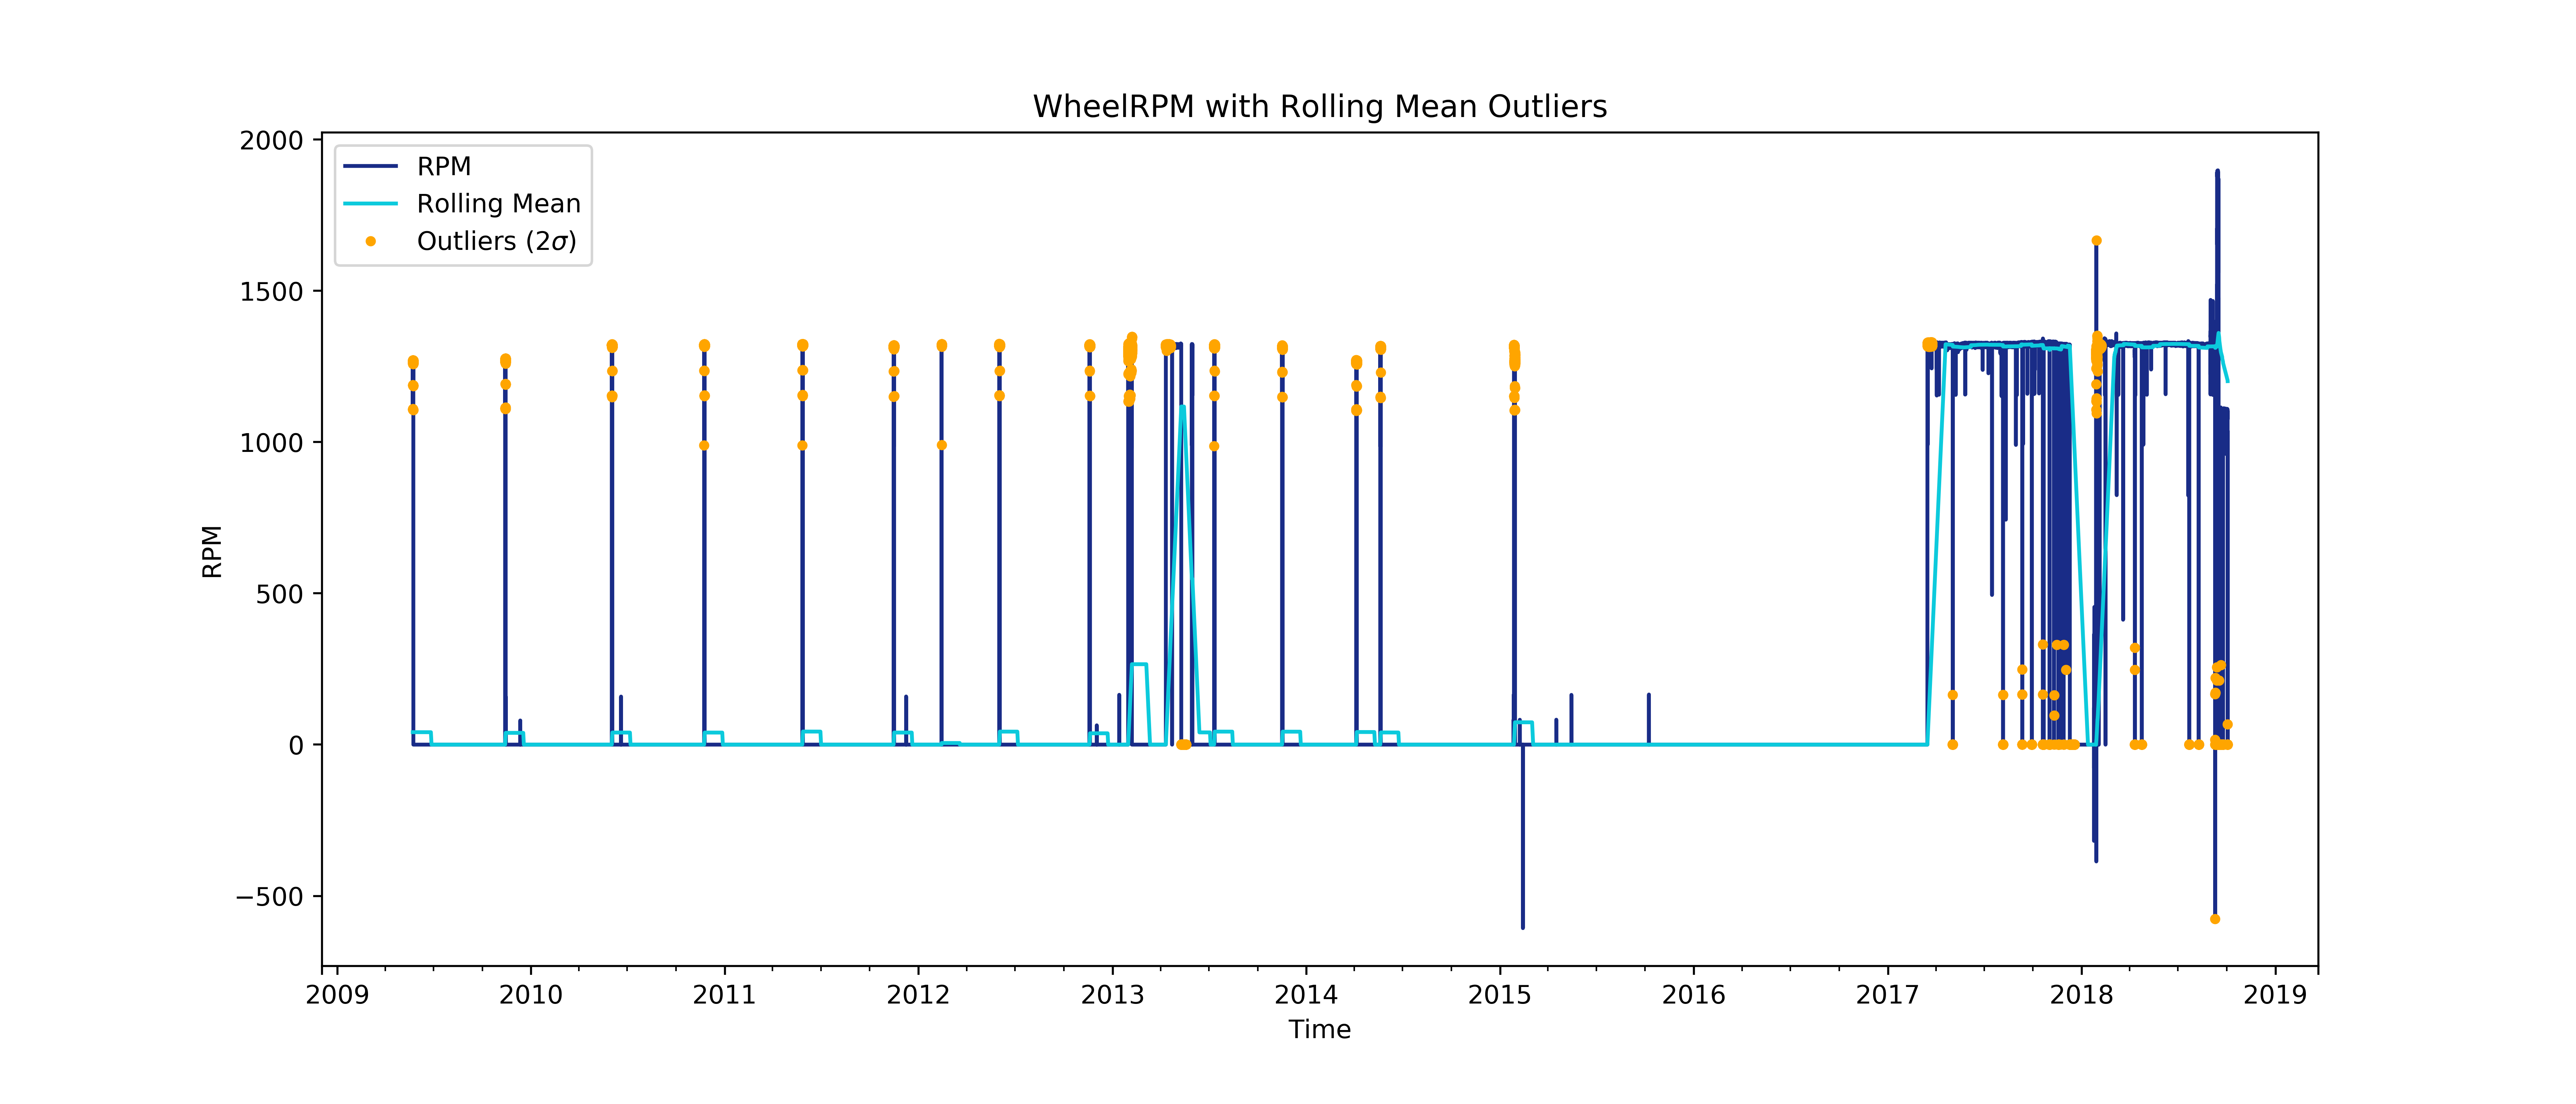 WheelRPM with Rolling Mean Outliers
RPM
Rolling Mean
Outliers (2σ)
2000
1500
1000
500
0
−500
RPM
2009 2010 2011 2012 2013 2014 2015 2016 2017 2018 2019
Time